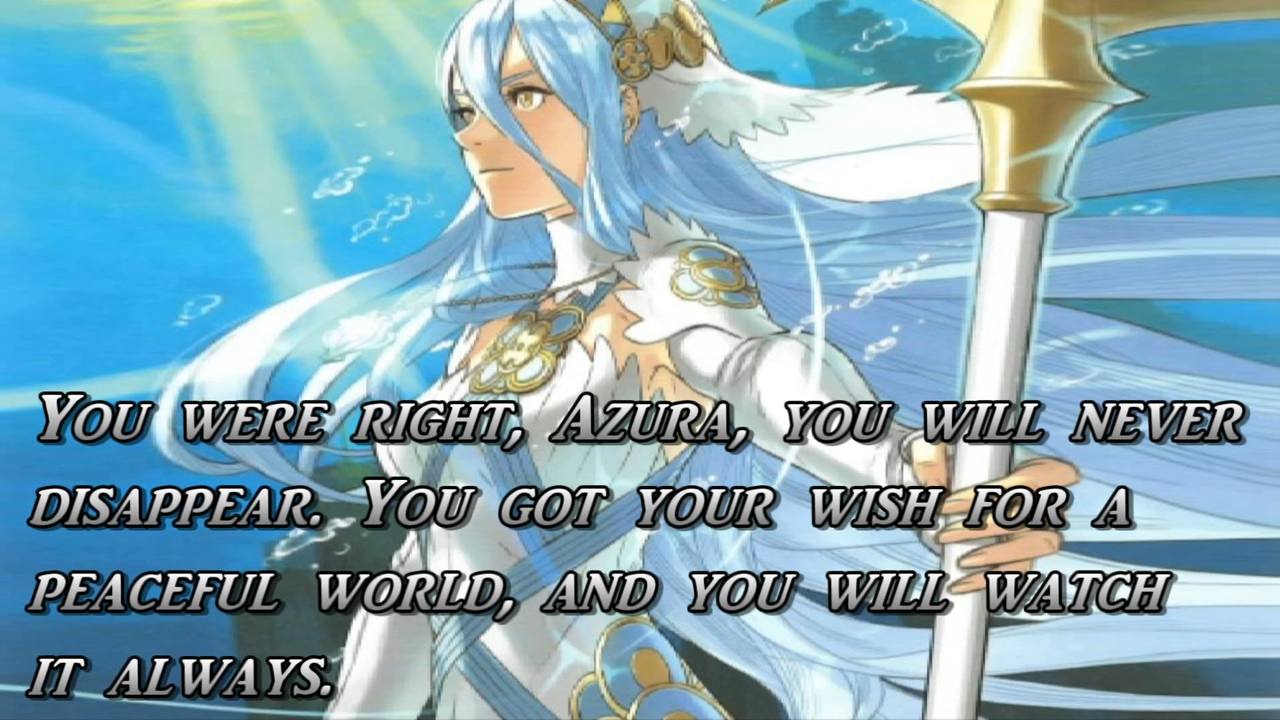 You were right, Azura, you will never
disappear. You got your wish for a
peaceful world, and you will watch
it always.